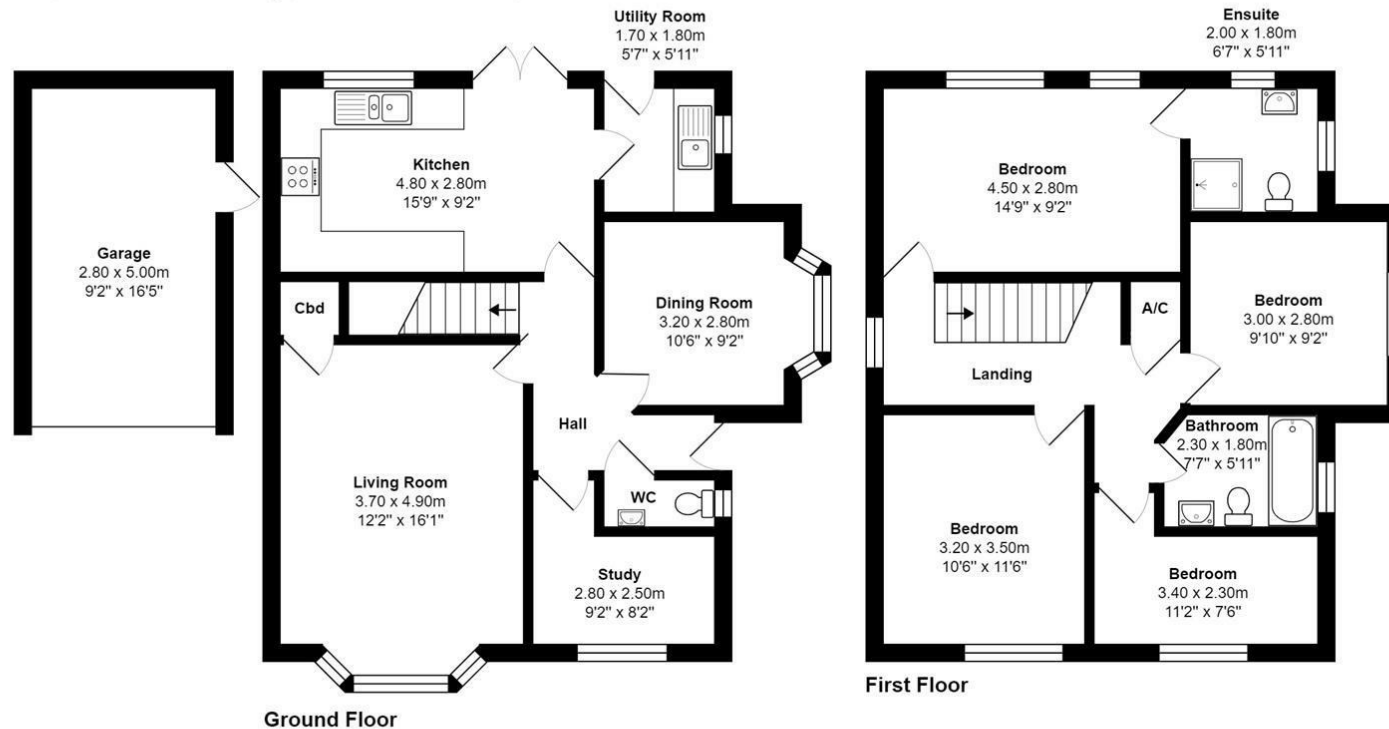 Utility Room
1.70 x 1.80m
5'7" x 5'11"
Ensuite
2.00 x 1.80m
6'7" x 5'11"
Kitchen
4.80 x 2.80m
15'9" x 9'2"
Bedroom
4.50 x 2.80m
14'9" x 9'2"
Garage
2.80 x 5.00m
9'2" x 16'5"
Cbd
Dining Room
3.20 x 2.80m
10'6" x 9'2"
A/C
Bedroom
3.00 x 2.80m
9'10" x 9'2"
Landing
Hall
Bathroom
2.30 x 1.80m
7'7" x 5'11"
Living Room
3.70 x 4.90m
12'2" x 16'1"
WC
Bedroom
3.20 x 3.50m
10'6" x 11'6"
Study
2.80 x 2.50m
9'2" x 8'2"
Bedroom
3.40 x 2.30m
11'2" x 7'6"
First Floor
Ground Floor